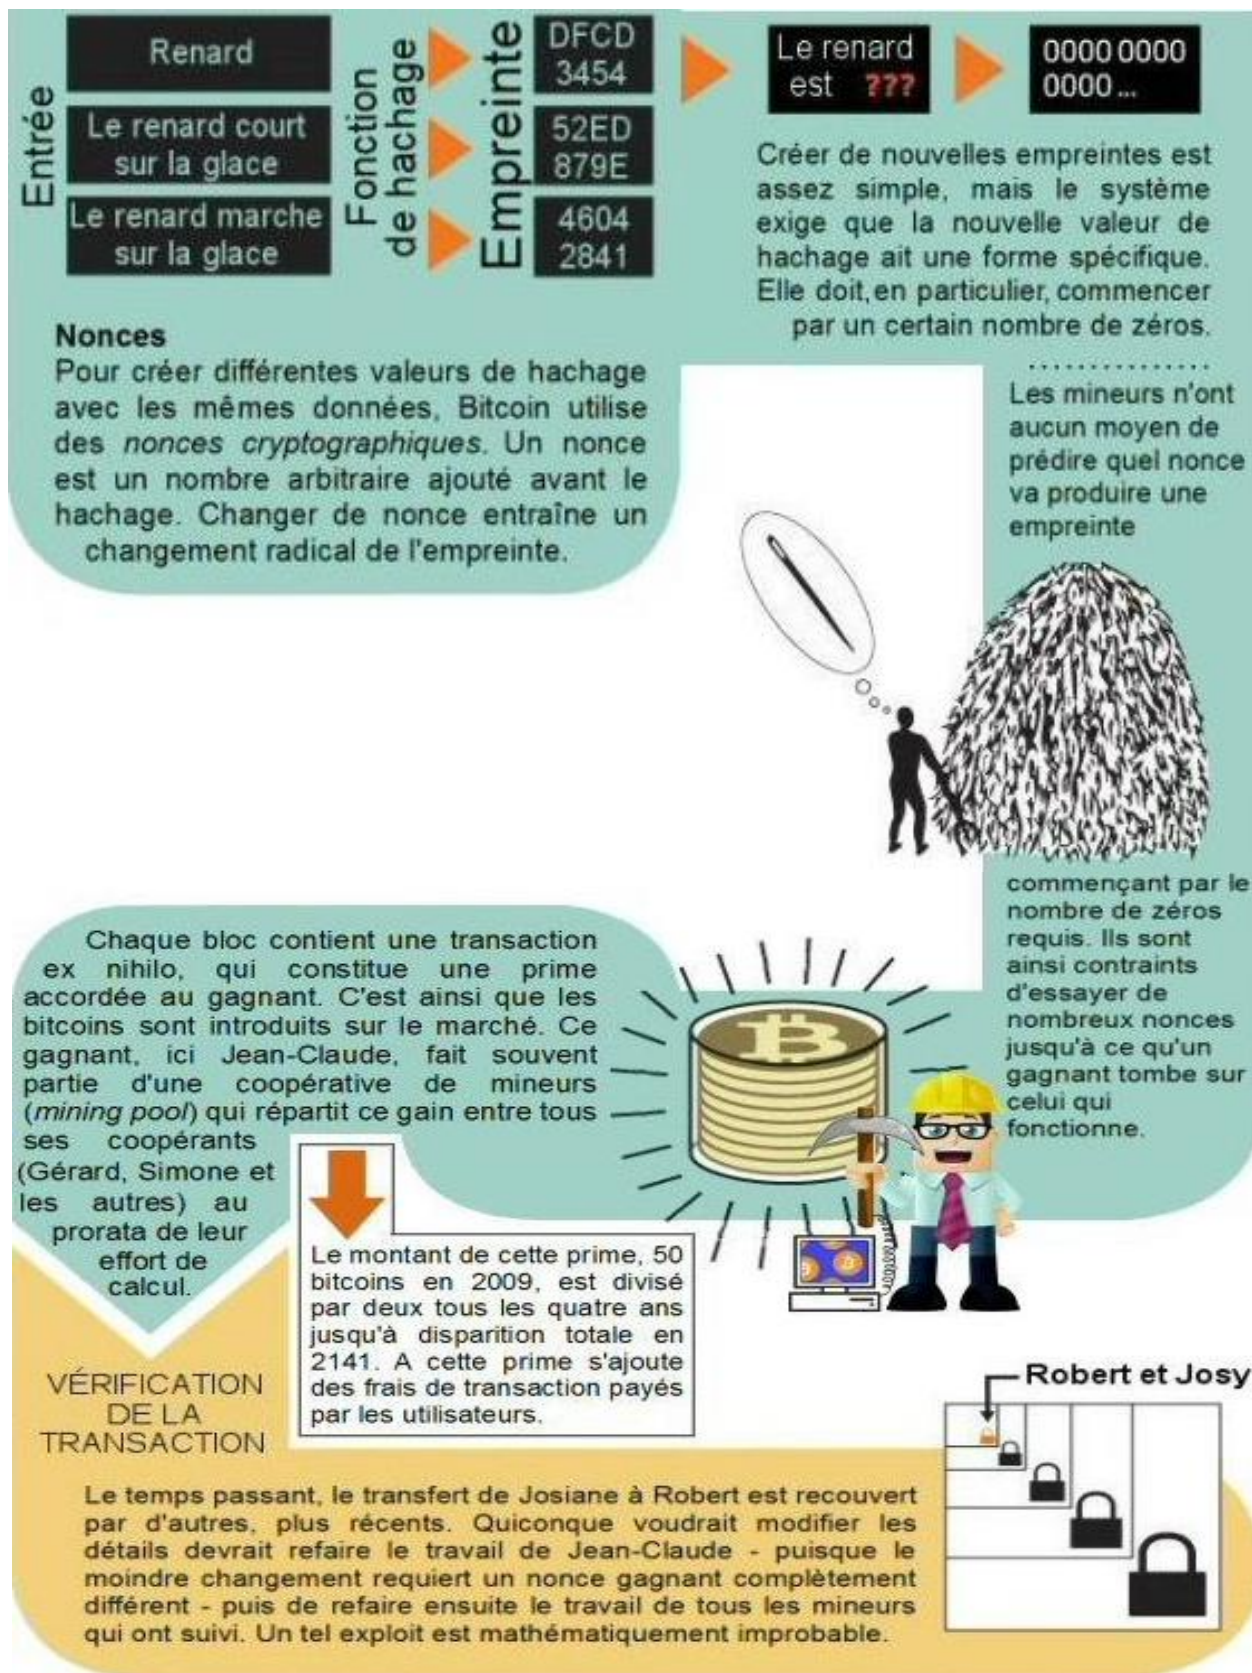 Entrée
Renard
Le renard court
sur la glace
Le renard marche
sur la glace
Fonction
de hachage
Empreinte
DFCD
3454
52ED
879E
4604
2841
Le renard
est ???
0000 0000
0000...
Créer de nouvelles empreintes est
assez simple, mais le système
exige que la nouvelle valeur de
hachage ait une forme spécifique.
Elle doit, en particulier, commencer
par un certain nombre de zéros.
Nonces
Pour créer différentes valeurs de hachage
avec les mêmes données, Bitcoin utilise
des nonces cryptographiques. Un nonce
est un nombre arbitraire ajouté avant le
hachage. Changer de nonce entraîne un
changement radical de l'empreinte.
Les mineurs n'ont
aucun moyen de
prédire quel nonce
va produire une
empreinte
commençant par le
nombre de zéros
requis. Ils sont
ainsi contraints
d'essayer de
nombreux nonces
jusqu'à ce qu'un
gagnant tombe sur
celui qui
fonctionne.
Chaque bloc contient une transaction
ex nihilo, qui constitue une prime
accordée au gagnant. C'est ainsi que les
bitcoins sont introduits sur le marché. Ce
gagnant, ici Jean-Claude, fait souvent
partie d'une coopérative de mineurs
(mining pool) qui répartit ce gain entre tous
ses coopérants
(Gérard, Simone et
les autres) au
prorata de leur
effort de
calcul.
Le montant de cette prime, 50
bitcoins en 2009, est divisé
par deux tous les quatre ans
jusqu'à disparition totale en
2141. A cette prime s'ajoute
des frais de transaction payés
par les utilisateurs.
VÉRIFICATION
DE LA
TRANSACTION
Robert et Josy
Le temps passant, le transfert de Josiane à Robert est recouvert
par d'autres, plus récents. Quiconque voudrait modifier les
détails devrait refaire le travail de Jean-Claude - puisque le
moindre changement requiert un nonce gagnant complètement
différent - puis de refaire ensuite le travail de tous les mineurs
qui ont suivi. Un tel exploit est mathématiquement improbable.